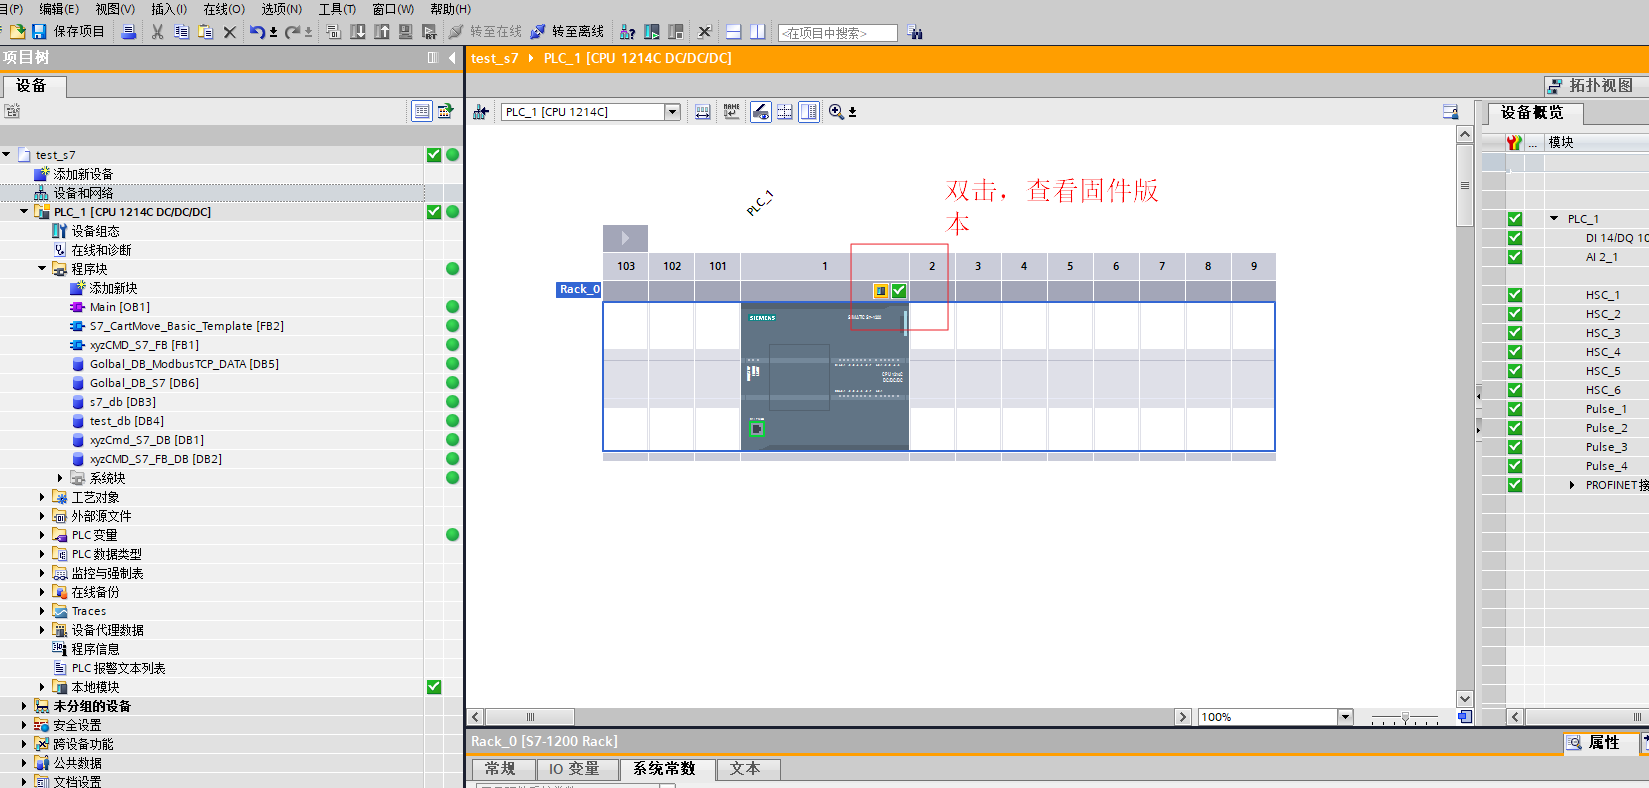 目(P) 编辑(E) 视图(V) 插入(I) 在线(O) 选项(N) 工具(T) 窗口(W) 帮助(H)
保存项目 转至在线 转至离线 <在项目中搜索>
项目树
test_s7 PLC_1 [CPU 1214C DC/DC/DC]
设备
拓扑视图
PLC_1 [CPU 1214C]
设备概览
... 模块
test_s7
添加新设备
设备和网络
PLC_1 [CPU 1214C DC/DC/DC]
设备组态
在线和诊断
程序块
添加新块
Main [OB1]
S7_CartMove_Basic_Template [FB2]
xyzCMD_S7_FB [FB1]
Golbal_DB_ModbusTCP_DATA [DB5]
Golbal_DB_S7 [DB6]
s7_db [DB3]
test_db [DB4]
xyzCmd_S7_DB [DB1]
xyzCMD_S7_FB_DB [DB2]
系统块
工艺对象
外部源文件
PLC 变量
PLC 数据类型
监控与强制表
在线备份
Traces
设备代理数据
程序信息
PLC 报警文本列表
本地模块
未分组的设备
安全设置
跨设备功能
公共数据
文档设置
PLC_1
双击，查看固件版
本
103 102 101 1 2 3 4 5 6 7 8 9
Rack_0
SIEMENS SIMATIC S7-1200
CPU 1214C
DC/DC/DC
PLC_1
DI 14/DQ 10
AI 2_1
HSC_1
HSC_2
HSC_3
HSC_4
HSC_5
HSC_6
Pulse_1
Pulse_2
Pulse_3
Pulse_4
PROFINET接
100%
Rack_0 [S7-1200 Rack]
属性
常规 IO 变量 系统常数 文本